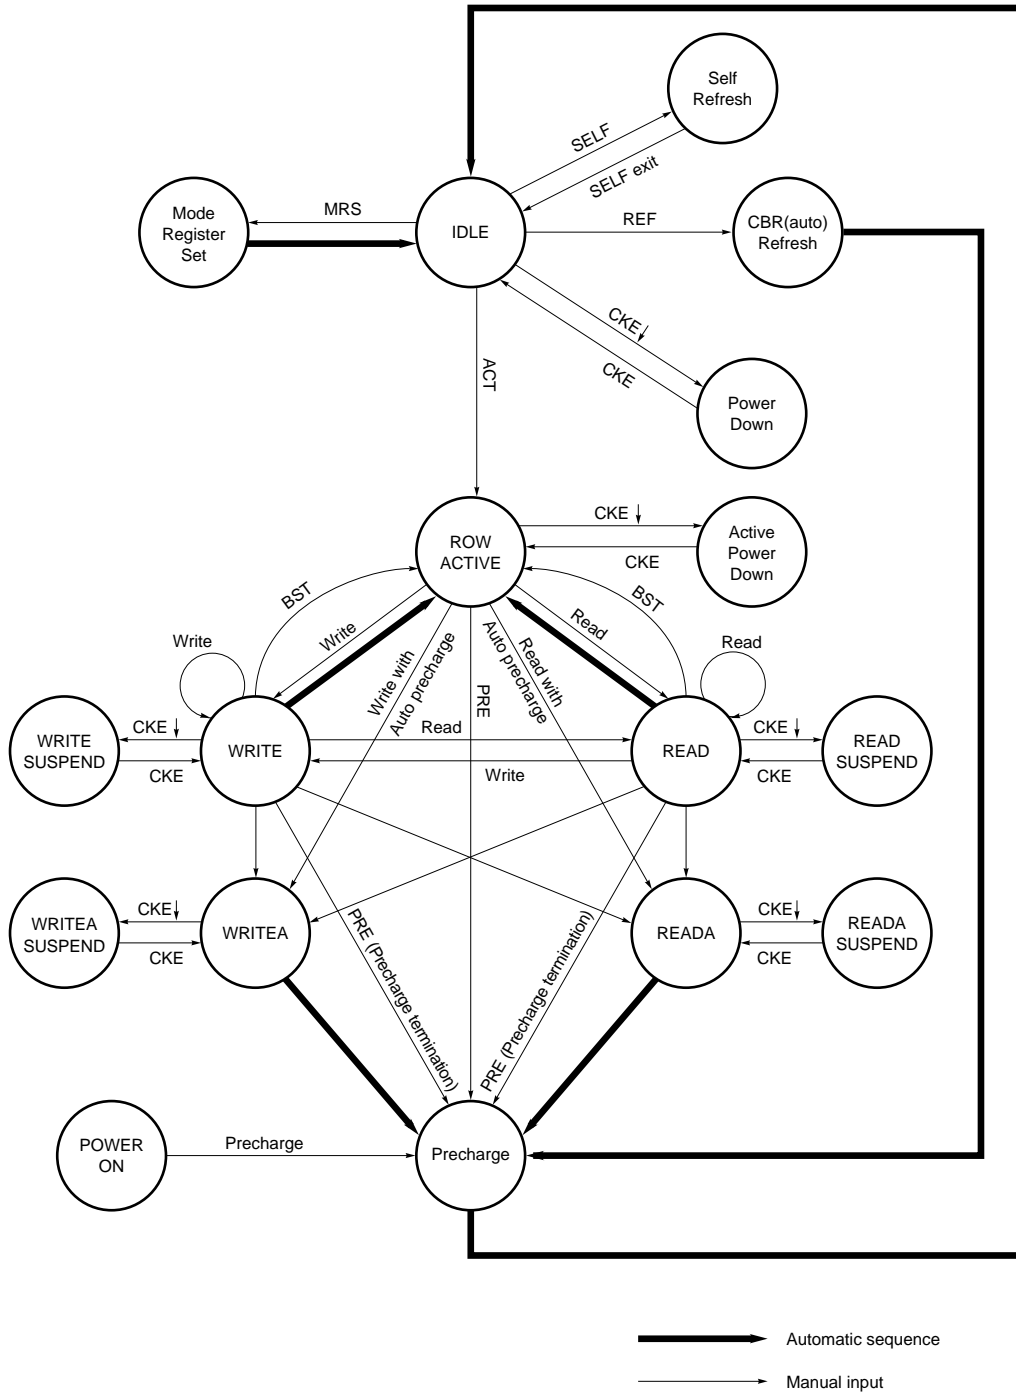 Self
Refresh
SELF
SELF exit
MRS
Mode
Register
Set
IDLE
REF
CBR(auto)
Refresh
CKE
CKE
ACT
Power
Down
ROW
ACTIVE
CKE
CKE
Active
Power
Down
BST
BST
Write
Read
Write
Write with
Auto precharge
Read with
Auto precharge
Read
PRE
WRITE
SUSPEND
CKE
CKE
WRITE
Read
Write
READ
CKE
CKE
READ
SUSPEND
WRITEA
SUSPEND
CKE
CKE
WRITEA
READA
CKE
CKE
READA
SUSPEND
PRE (Precharge termination)
PRE (Precharge termination)
POWER
ON
Precharge
Precharge
Automatic sequence
Manual input